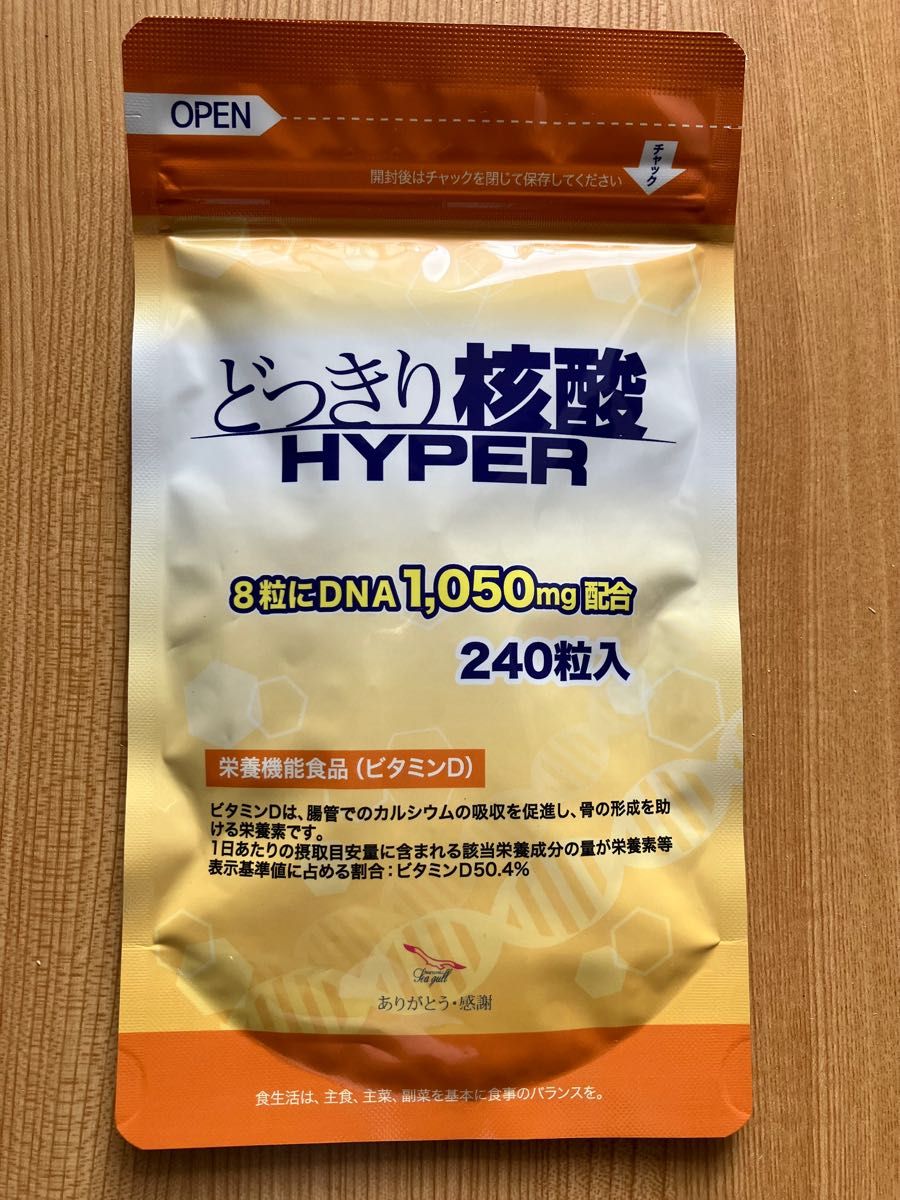 OPEN
チャック
開封後はチャックを閉じて保存してください
どっきり核酸
HYPER
8粒にDNA1,050mg配合
240粒入
栄養機能食品（ビタミンD）
ビタミンDは、腸管でのカルシウムの吸収を促進し、骨の形成を助
ける栄養素です。
1日あたりの摂取目安量に含まれる該当栄養成分の量が栄養素等
表示基準値に占める割合：ビタミンD50.4%
Sea gull
ありがとう・感謝
食生活は、主食、主菜、副菜を基本に食事のバランスを。